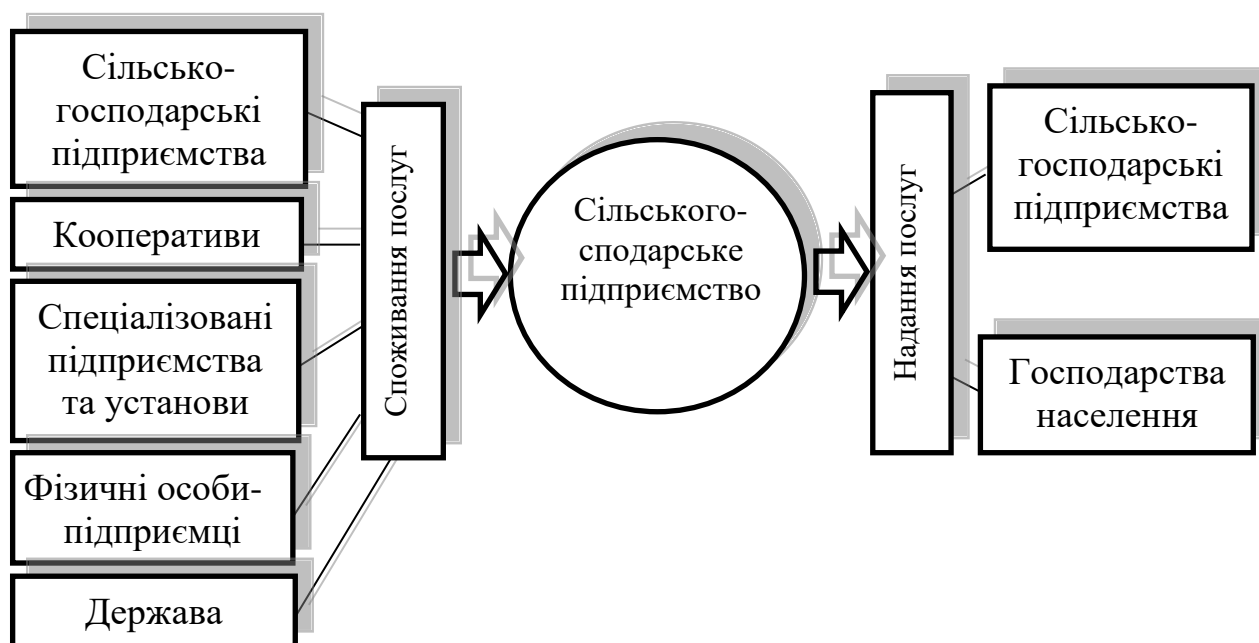 Сільсько-
господарські
підприємства
Кооперативи
Спеціалізовані
підприємства
та установи
Фізичні особи-
підприємці
Держава
Споживання послуг
Сільського-
сподарське
підприємство
Надання послуг
Сільсько-
господарські
підприємства
Господарства
населення